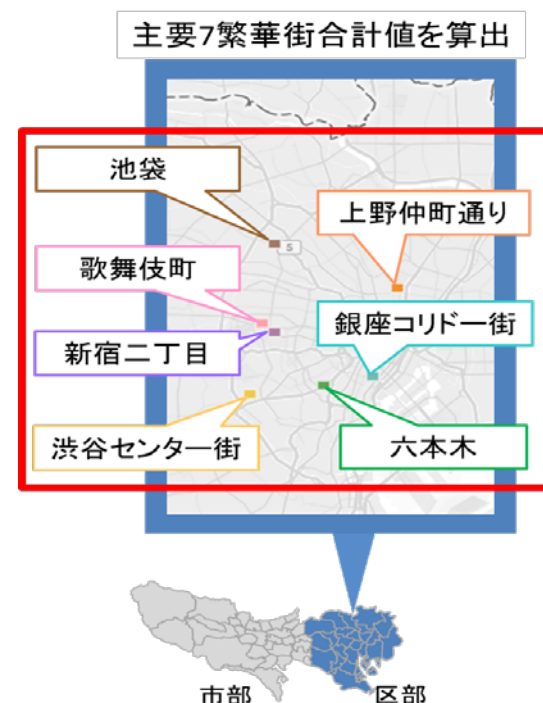 主要7繁華街合計値を算出
池袋
上野仲町通り
5
歌舞伎町
銀座コリドー街
新宿二丁目
渋谷センター街
六本木
市部
区部